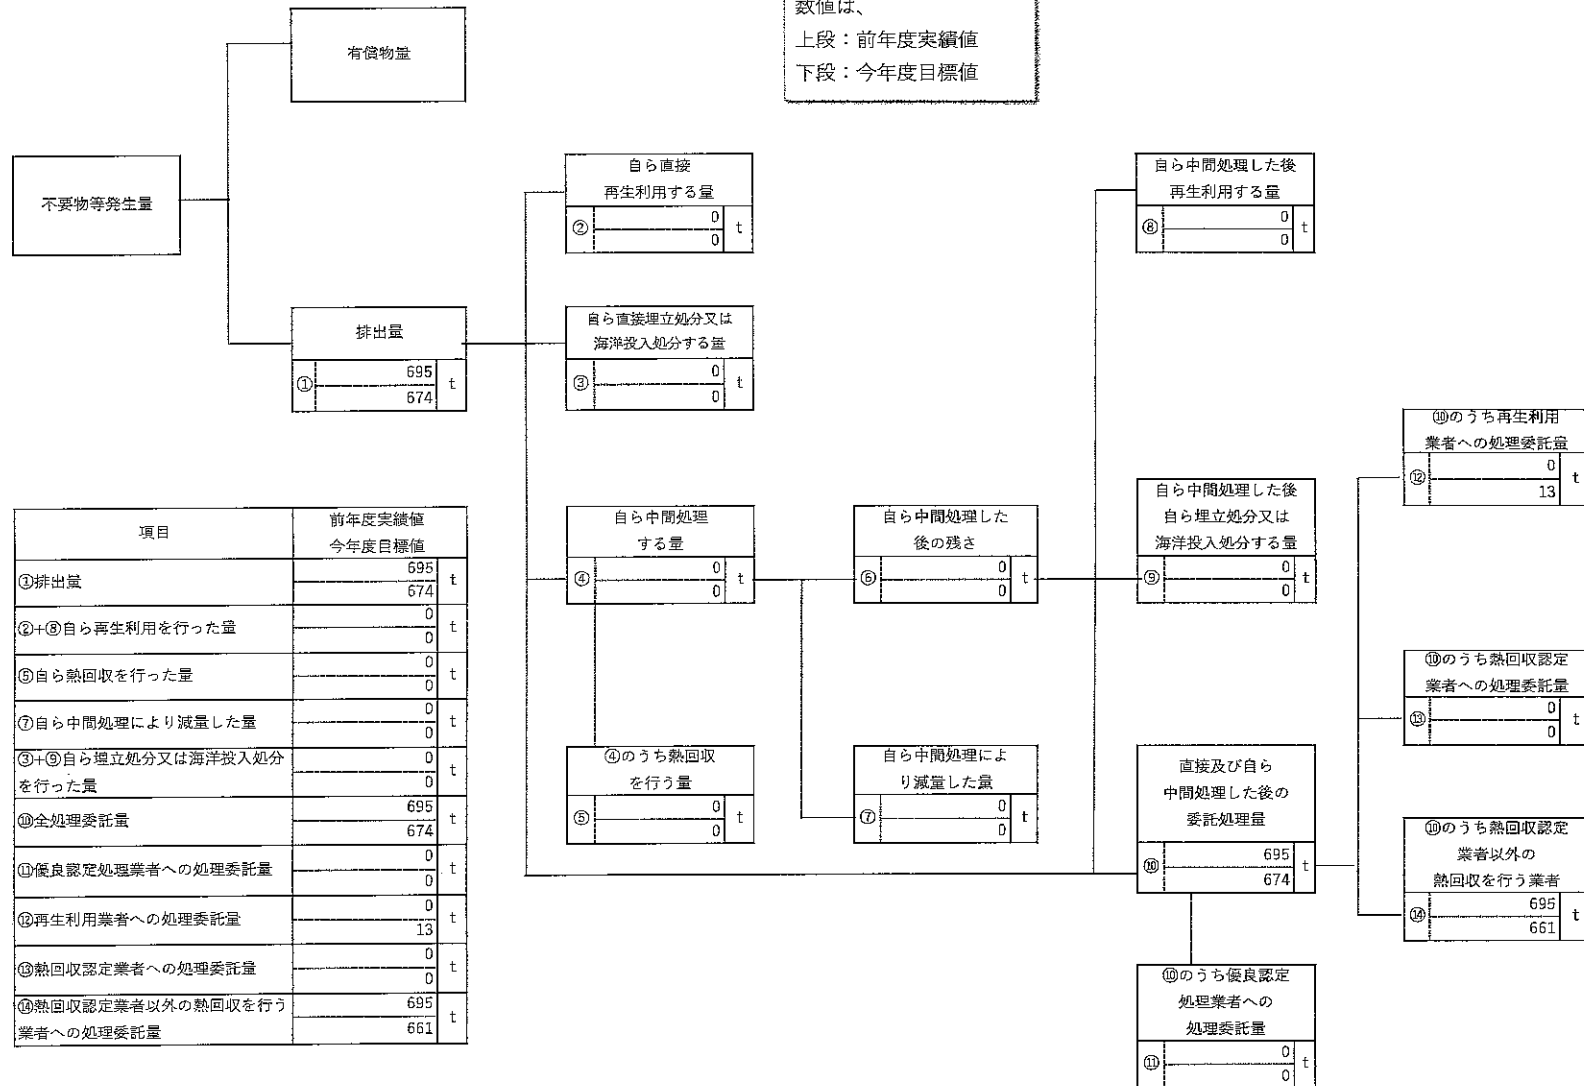 数値は、
上段：前年度実績値
下段：今年度目標値
有償物量
不要物等発生量
排出量
① 695 t
674
自ら直接
再生利用する量
② 0 t
0
自ら直接埋立処分又は
海洋投入処分する量
③ 0 t
0
自ら中間処理
する量
④ 0 t
0
④のうち熱回収
を行う量
⑤ 0 t
0
自ら中間処理した
後の残さ
⑥ 0 t
0
自ら中間処理によ
り減量した量
⑦ 0 t
0
自ら中間処理した後
再生利用する量
⑧ 0 t
0
自ら中間処理した後
自ら埋立処分又は
海洋投入処分する量
⑨ 0 t
0
直接及び自ら
中間処理した後の
委託処理量
⑩ 695 t
674
⑩のうち優良認定
処理業者への
処理委託量
⑪ 0 t
0
⑩のうち再生利用
業者への処理委託量
⑫ 0 t
13
⑩のうち熱回収認定
業者への処理委託量
⑬ 0 t
0
⑩のうち熱回収認定
業者以外の
熱回収を行う業者
⑭ 695 t
661
項目 前年度実績値
今年度目標値
①排出量 695 t
674
②+⑧自ら再生利用を行った量 0 t
0
⑤自ら熱回収を行った量 0 t
0
⑦自ら中間処理により減量した量 0 t
0
③+⑨自ら埋立処分又は海洋投入処分 0 t
を行った量 0
⑩全処理委託量 695 t
674
⑪優良認定処理業者への処理委託量 0 t
0
⑫再生利用業者への処理委託量 0 t
13
⑬熱回収認定業者への処理委託量 0 t
0
⑭熱回収認定業者以外の熱回収を行う 695 t
業者への処理委託量 661